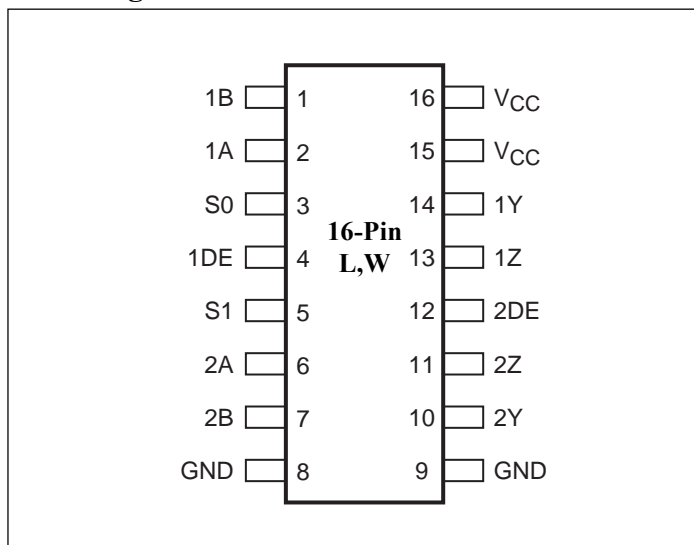 1B 1 16 VCC
1A 2 15 VCC
S0 3 14 1Y
16-Pin
1DE 4 L,W 13 1Z
S1 5 12 2DE
2A 6 11 2Z
2B 7 10 2Y
GND 8 9 GND